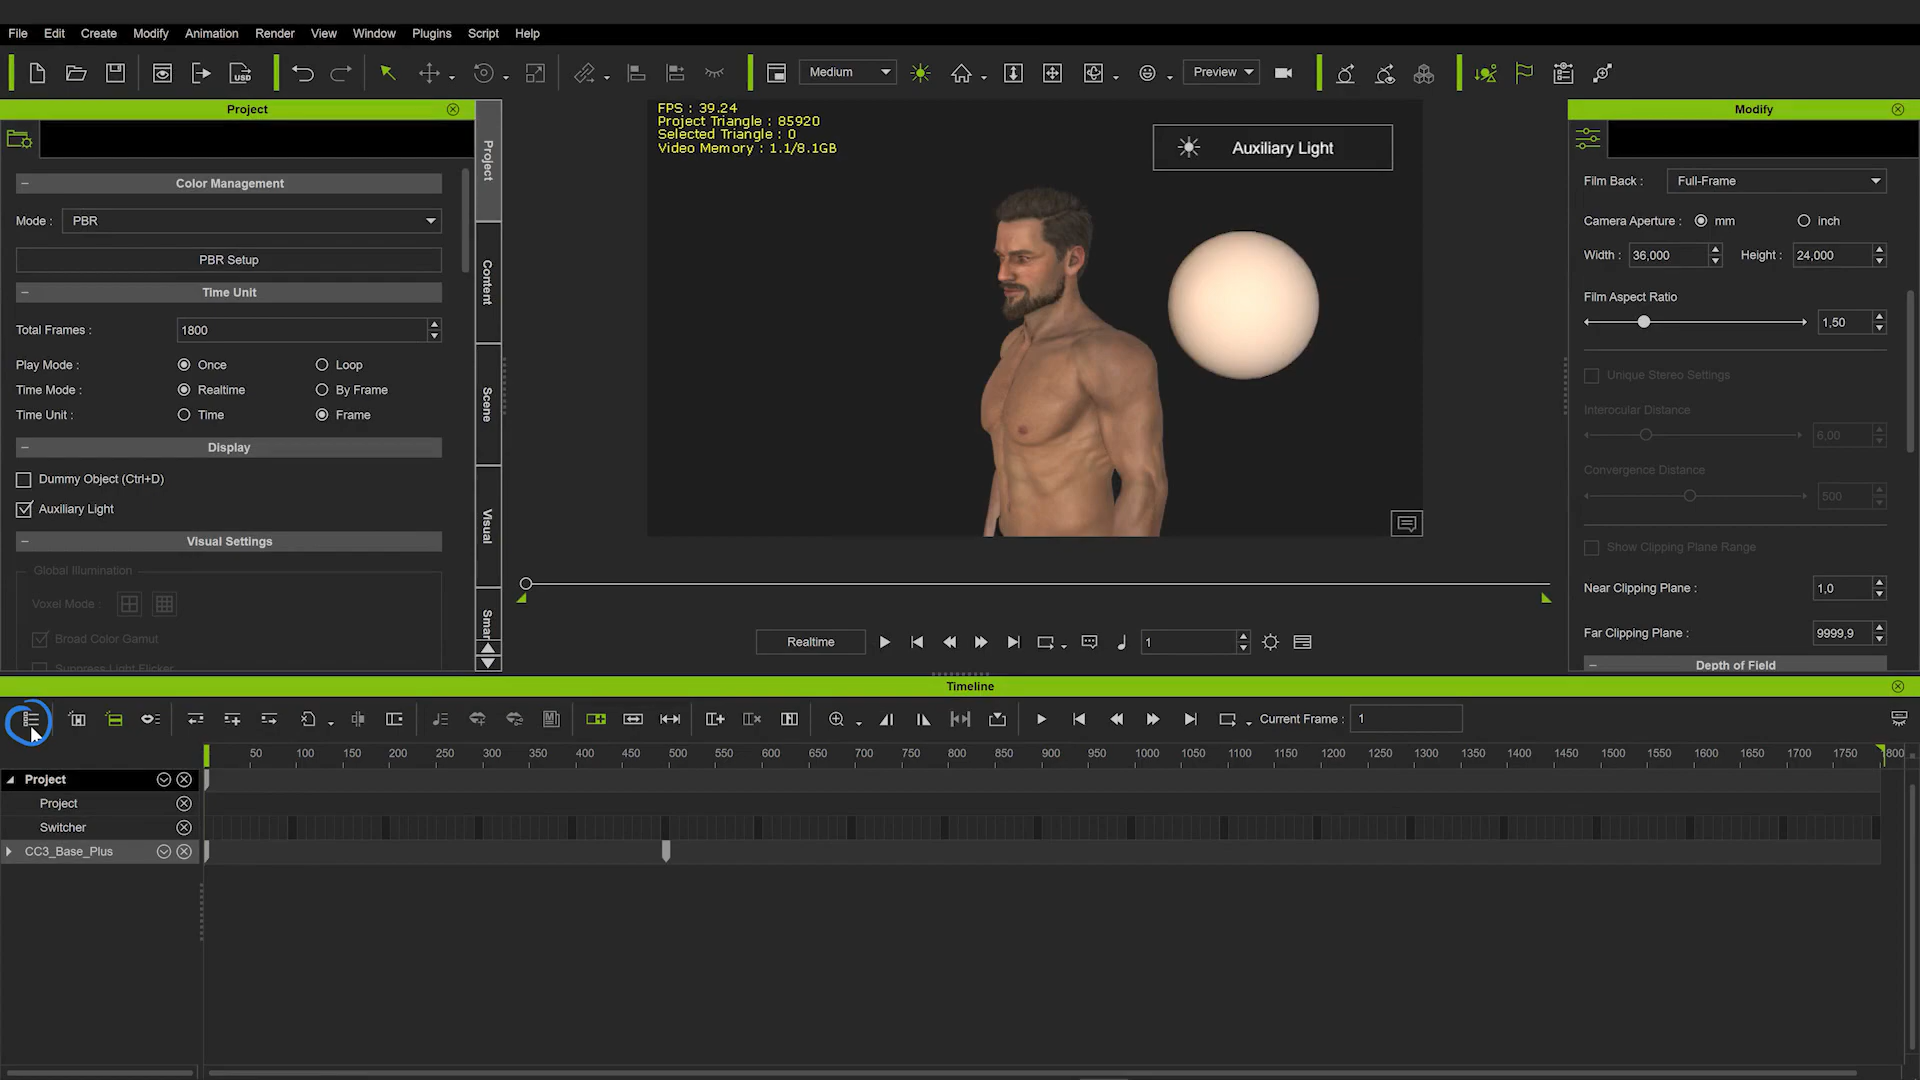 File Edit Create Modify Animation Render View Window Plugins Script Help
USD Medium Preview
Project
Color Management
Mode : PBR
PBR Setup
Time Unit
Total Frames : 1800
Play Mode : Once Loop
Time Mode : Realtime By Frame
Time Unit : Time Frame
Display
Dummy Object (Ctrl+D)
Auxiliary Light
Visual Settings
Global Illumination
Voxel Mode :
Broad Color Gamut
Suppress Light Flicker
Project
Content
Scene
Visual
Smar
FPS : 39.24
Project Triangle : 85920
Selected Triangle : 0
Video Memory : 1.1/8.1GB
Auxiliary Light
Realtime 1
Modify
Film Back : Full-Frame
Camera Aperture : mm inch
Width : 36,000 Height : 24,000
Film Aspect Ratio
1,50
Unique Stereo Settings
Interocular Distance
6,00
Convergence Distance
500
Show Clipping Plane Range
Near Clipping Plane : 1,0
Far Clipping Plane : 9999,9
Depth of Field
Timeline
Current Frame : 1
50 100 150 200 250 300 350 400 450 500 550 600 650 700 750 800 850 900 950 1000 1050 1100 1150 1200 1250 1300 1350 1400 1450 1500 1550 1600 1650 1700 1750 800
Project
Project
Switcher
CC3_Base_Plus